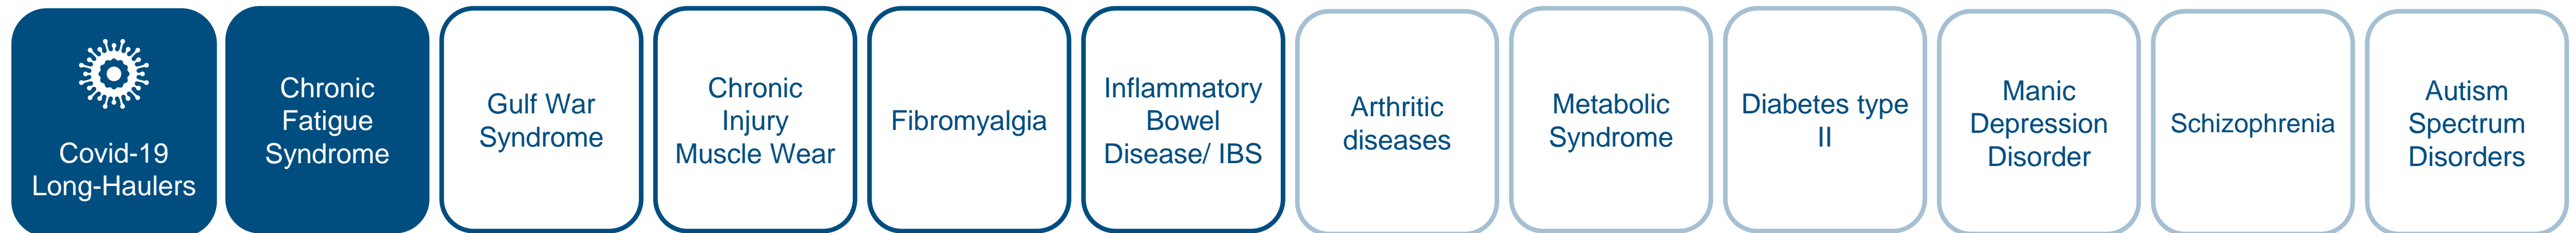 Covid-19
Long-Haulers
Chronic
Fatigue
Syndrome
Gulf War
Syndrome
Chronic
Injury
Muscle Wear
Fibromyalgia
Inflammatory
Bowel
Disease/ IBS
Arthritic
diseases
Metabolic
Syndrome
Diabetes type
II
Manic
Depression
Disorder
Schizophrenia
Autism
Spectrum
Disorders